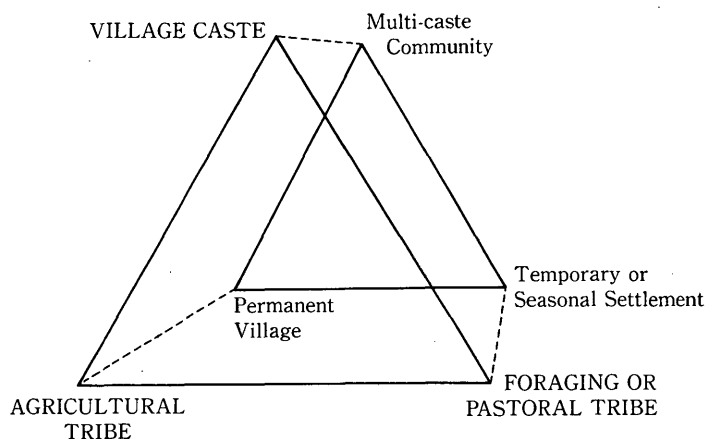 VILLAGE CASTE
Multi-caste
Community
Temporary or
Seasonal Settlement
Permanent
Village
AGRICULTURAL
TRIBE
FORAGING OR
PASTORAL TRIBE